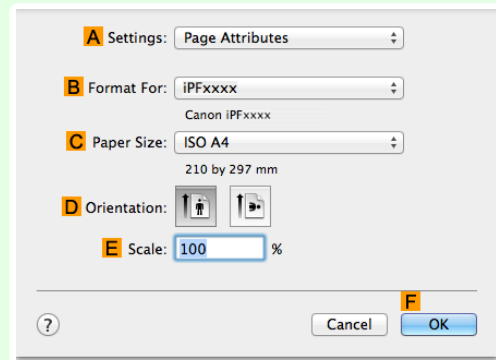 A Settings: Page Attributes
B Format For: iPFxxxx
Canon iPFxxxx
C Paper Size: ISO A4
210 by 297 mm
D Orientation:
E Scale: 100 %
F
? Cancel OK